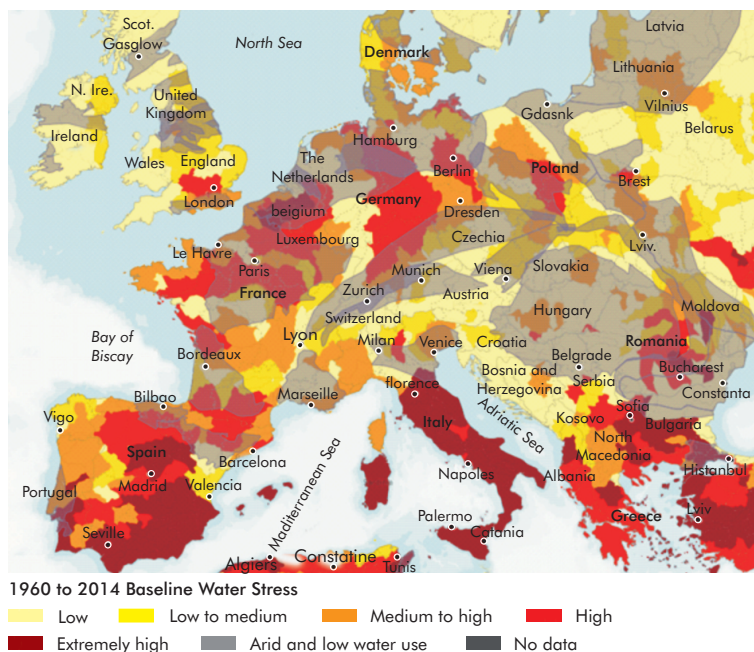 Scot.
Gasglow
North Sea
Denmark
Latvia
Lithuania
Vilnius
N. Ire.
United
Kingdom
Ireland
Gdasnk
Belarus
Hamburg
Wales
England
The
Netherlands
Berlin
Poland
Brest
London
Germany
beigium
Dresden
Luxembourg
Czechia
Lviv.
Le Havre
Paris
Munich
Viena
Slovakia
France
Zurich
Austria
Switzerland
Hungary
Moldova
Bay of
Biscay
Lyon
Milan
Venice
Croatia
Romania
Bordeaux
Belgrade
Bosnia and
Herzegovina
Serbia
Bucharest
Constanta
Bilbao
Marseille
florence
Adriatic Sea
Vigo
Italy
Kosovo
Sofia
Bulgaria
Spain
North
Macedonia
Barcelona
Madrid
Mediterranean Sea
Napoles
Albania
Histanbul
Portugal
Valencia
Palermo
Greece
Lviv
Seville
Catania
Algiers
Constatine
Tunis
1960 to 2014 Baseline Water Stress
Low
Low to medium
Medium to high
High
Extremely high
Arid and low water use
No data